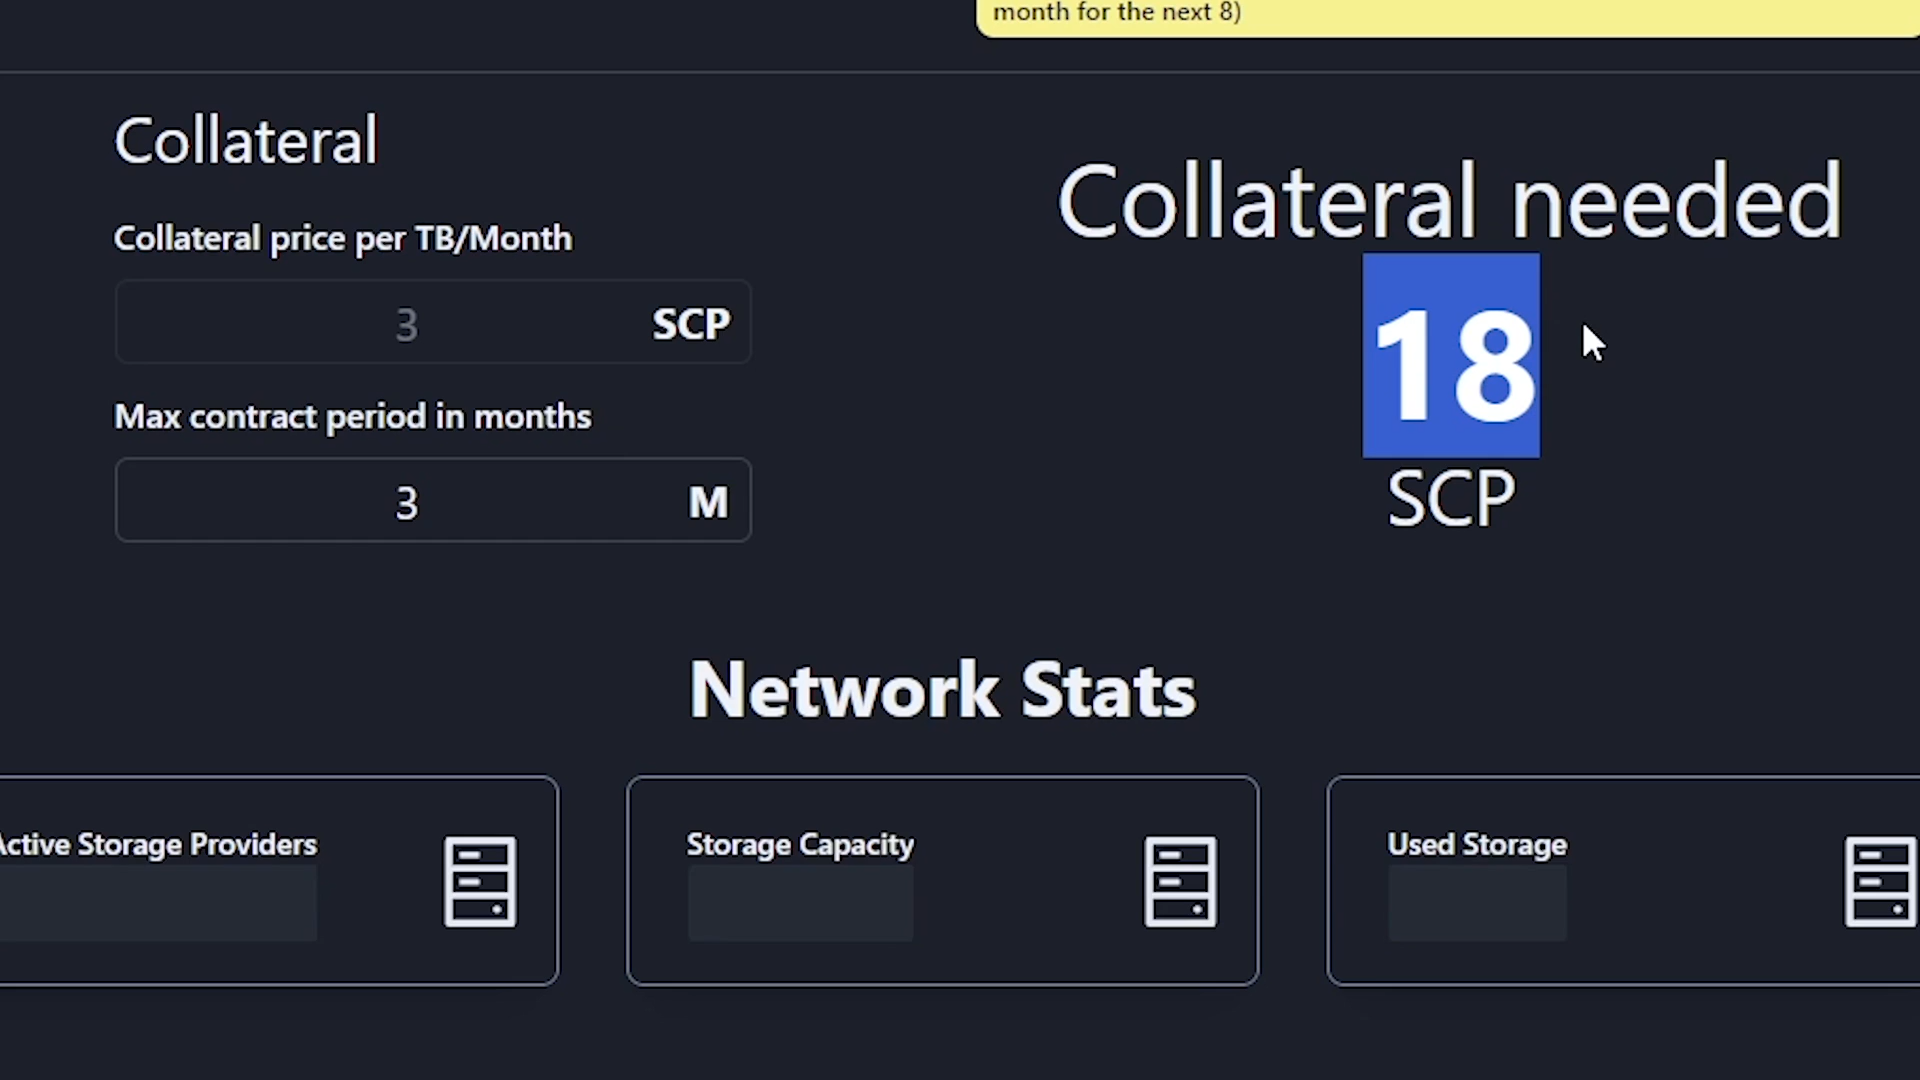 month for the next 8)
Collateral
Collateral price per TB/Month
3 SCP
Max contract period in months
3 M
Collateral needed
18
SCP
Network Stats
Active Storage Providers
Storage Capacity
Used Storage